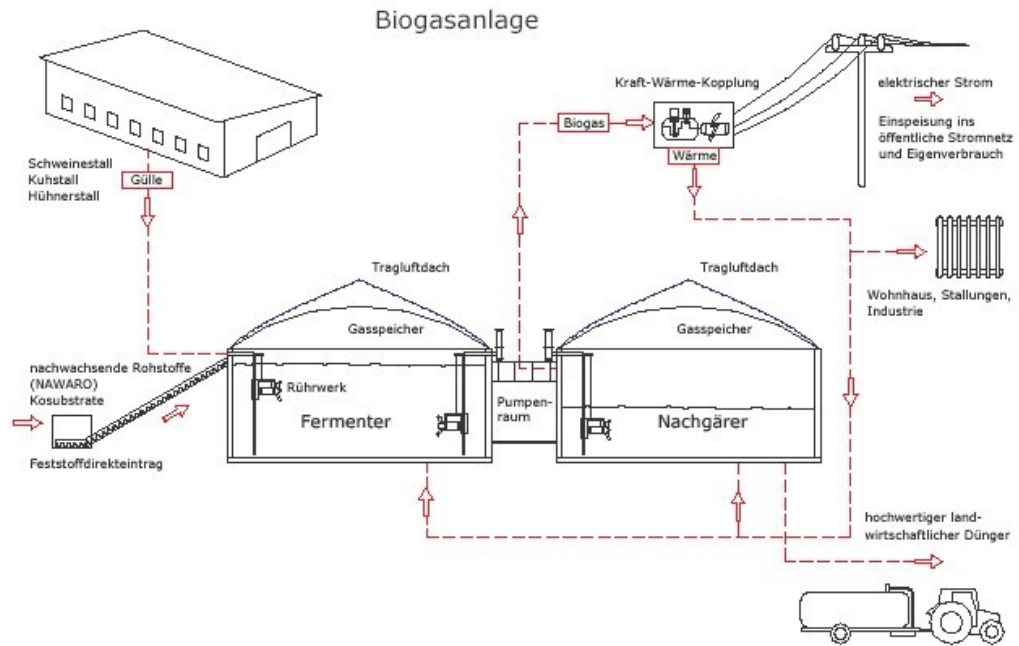 Biogasanlage
Schweinestall
Kuhstall
Hühnerstall
Gülle
Kraft-Wärme-Kopplung
Biogas
Wärme
elektrischer Strom
Einspeisung ins
öffentliche Stromnetz
und Eigenverbrauch
Wohnhaus, Stallungen,
Industrie
Tragluftdach
Gasspeicher
Tragluftdach
Gasspeicher
nachwachsende Rohstoffe
(NAWARO)
Kosubstrate
Feststoffdirekteintrag
Rührwerk
Fermenter
Pumpen-
raum
Nachgärer
hochwertiger land-
wirtschaftlicher Dünger